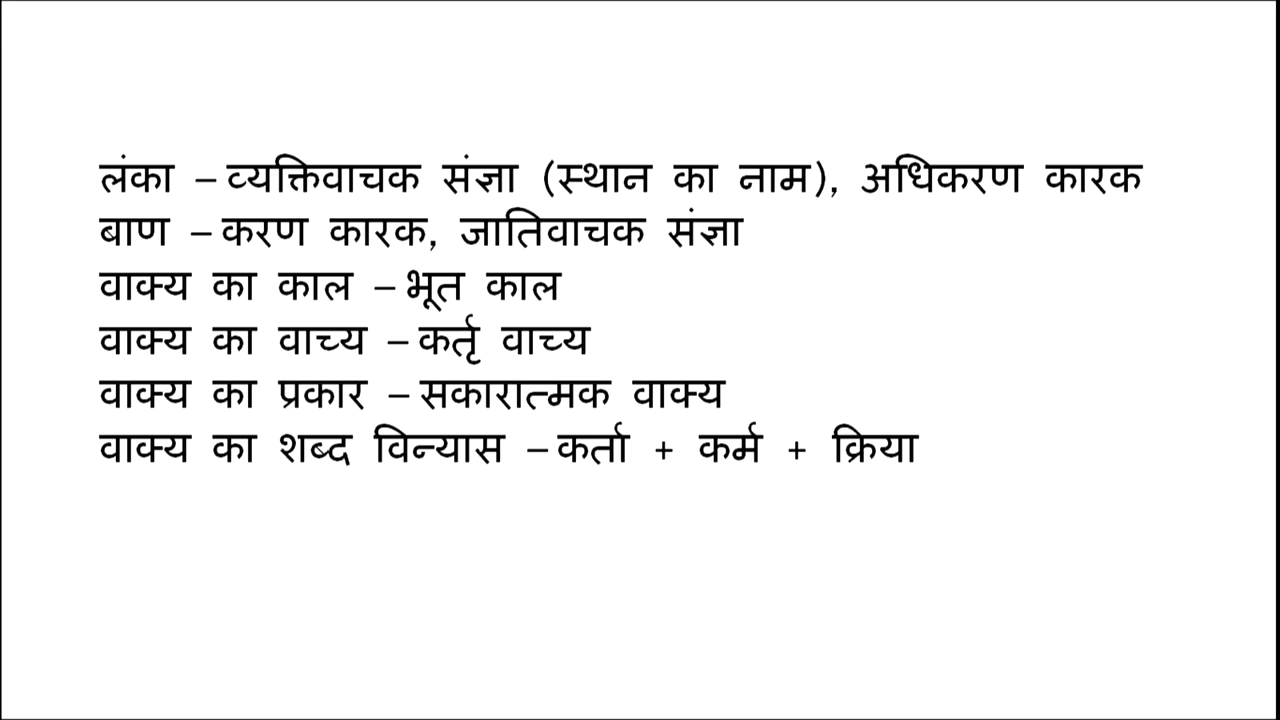 लंका – व्यक्तिवाचक संज्ञा (स्थान का नाम), अधिकरण कारक
बाण – करण कारक, जातिवाचक संज्ञा
वाक्य का काल – भूत काल
वाक्य का वाच्य – कर्तृ वाच्य
वाक्य का प्रकार – सकारात्मक वाक्य
वाक्य का शब्द विन्यास – कर्ता + कर्म + क्रिया